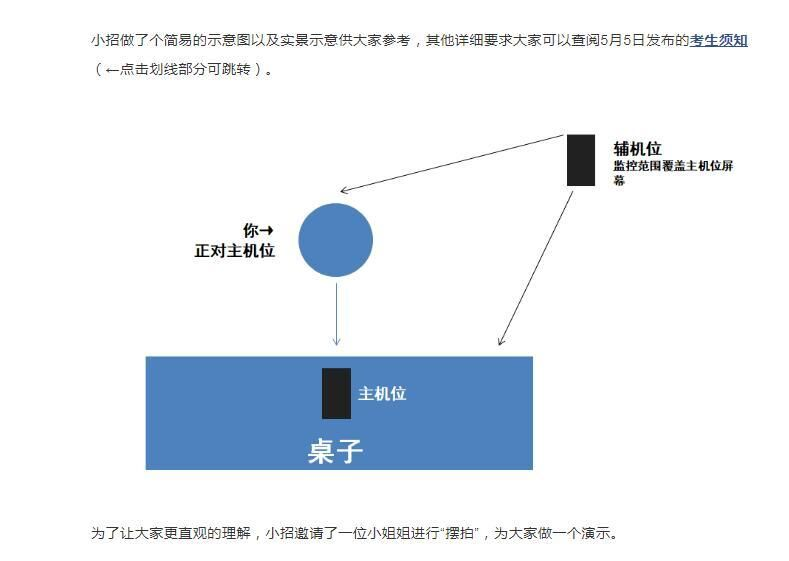 小招做了个简易的示意图以及实景示意供大家参考，其他详细要求大家可以查阅5月5日发布的考生须知
（←点击划线部分可跳转）。
辅机位
监控范围覆盖主机位屏
幕
你→
正对主机位
主机位
桌子
为了让大家更直观的理解，小招邀请了一位小姐姐进行“摆拍”，为大家做一个演示。